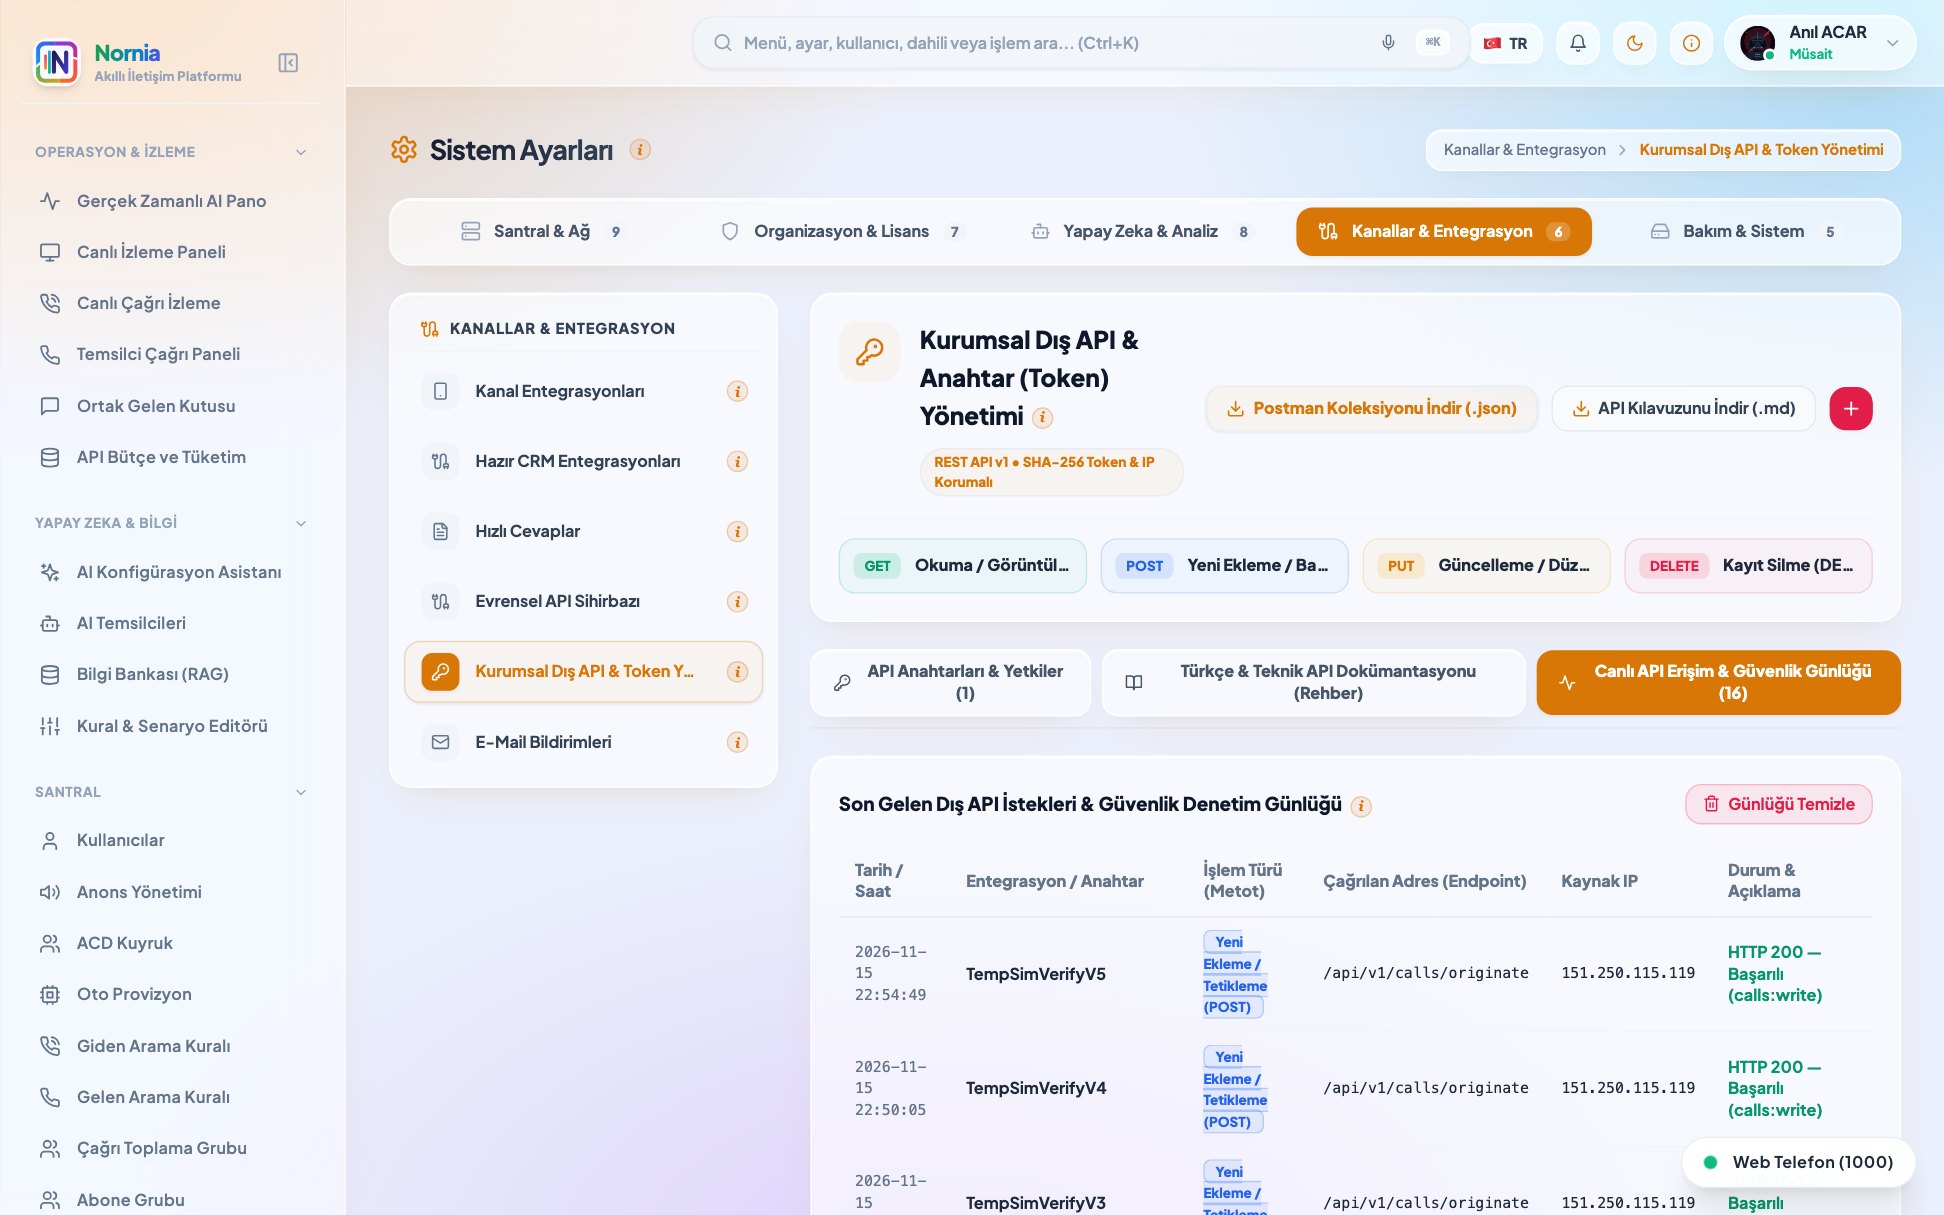 Nornia
Akıllı İletişim Platformu
OPERASYON & İZLEME
Gerçek Zamanlı AI Pano
Canlı İzleme Paneli
Canlı Çağrı İzleme
Temsilci Çağrı Paneli
Ortak Gelen Kutusu
API Bütçe ve Tüketim
YAPAY ZEKA & BİLGİ
AI Konfigürasyon Asistanı
AI Temsilcileri
Bilgi Bankası (RAG)
Kural & Senaryo Editörü
SANTRAL
Kullanıcılar
Anons Yönetimi
ACD Kuyruk
Oto Provizyon
Giden Arama Kuralı
Gelen Arama Kuralı
Çağrı Toplama Grubu
Abone Grubu
Menü, ayar, kullanıcı, dahili veya işlem ara... (Ctrl+K)
⌘K
TR
Anıl ACAR
Müsait
Sistem Ayarları
Kanallar & Entegrasyon > Kurumsal Dış API & Token Yönetimi
Santral & Ağ 9
Organizasyon & Lisans 7
Yapay Zeka & Analiz 8
Kanallar & Entegrasyon 6
Bakım & Sistem 5
KANALLAR & ENTEGRASYON
Kanal Entegrasyonları
Hazır CRM Entegrasyonları
Hızlı Cevaplar
Evrensel API Sihirbazı
Kurumsal Dış API & Token Y...
E-Mail Bildirimleri
Kurumsal Dış API &
Anahtar (Token)
Yönetimi
REST API v1 • SHA-256 Token & IP
Korumalı
Postman Koleksiyonu İndir (.json)
API Kılavuzunu İndir (.md)
GET Okuma / Görüntül...
POST Yeni Ekleme / Ba...
PUT Güncelleme / Düz...
DELETE Kayıt Silme (DE...
API Anahtarları & Yetkiler
(1)
Türkçe & Teknik API Dokümantasyonu
(Rehber)
Canlı API Erişim & Güvenlik Günlüğü
(16)
Son Gelen Dış API İstekleri & Güvenlik Denetim Günlüğü
Günlüğü Temizle
Tarih /
Saat
Entegrasyon / Anahtar
İşlem Türü
(Metot)
Çağrılan Adres (Endpoint)
Kaynak IP
Durum &
Açıklama
2026-11-
15
22:54:49
TempSimVerifyV5
Yeni
Ekleme /
Tetikleme
(POST)
/api/v1/calls/originate
151.250.115.119
HTTP 200 —
Başarılı
(calls:write)
2026-11-
15
22:50:05
TempSimVerifyV4
Yeni
Ekleme /
Tetikleme
(POST)
/api/v1/calls/originate
151.250.115.119
HTTP 200 —
Başarılı
(calls:write)
2026-11-
15
TempSimVerifyV3
Yeni
Ekleme /
Tetikleme
/api/v1/calls/originate
151.250.115.119
Başarılı
Web Telefon (1000)